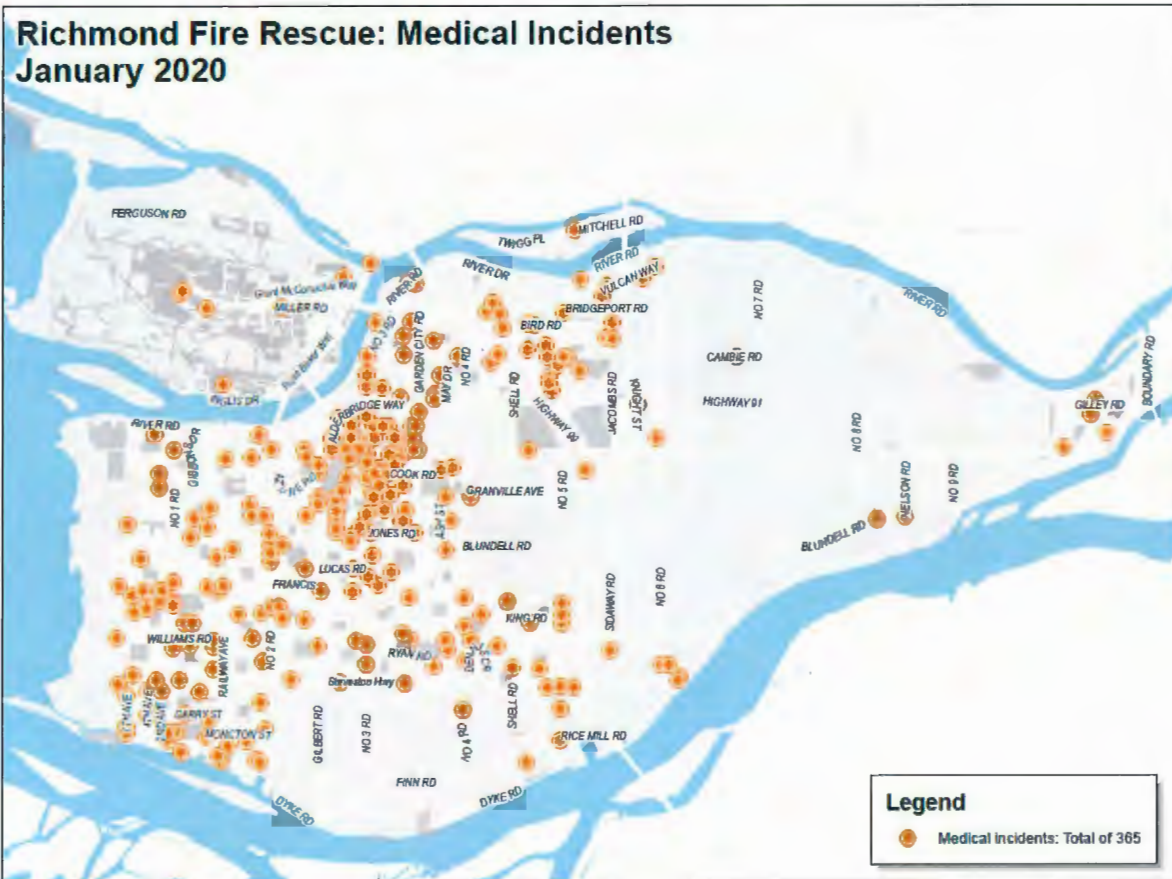 Richmond Fire Rescue: Medical Incidents
January 2020
FERGUSON RD
MITCHELL RD
TWIGG PL
RIVER RD
RIVER DR
VULCAN WAY
RIVER RD
MILLER RD
BRIDGEPORT RD
NO 7 RD
RIVER RD
NO 3 RD
GARDEN CITY RD
BIRD RD
CAMBIE RD
BOUNDARY RD
MAY DR
NO 4 RD
SHELL RD
HIGHWAY 99
JACOMBS RD
HIGHWAY 91
GILLEY RD
INGLIS DR
ALDERBRIDGE WAY
RIVER RD
NO 8 RD
NO 1 RD
COOK RD
GRANVILLE AVE
NO 5 RD
NELSON RD
NO 9 RD
JONES RD
ASH ST
BLUNDELL RD
BLUNDELL RD
LUCAS RD
FRANCIS
SIDAWAY RD
NO 6 RD
KING RD
WILLIAMS RD
RAILWAY AVE
NO 2 RD
RYAN RD
Steveston Hwy
SHELL RD
GARRY ST
MONCTON ST
GILBERT RD
NO 3 RD
NO 4 RD
RICE MILL RD
FINN RD
DYKE RD
DYKE RD
Legend
Medical incidents: Total of 365